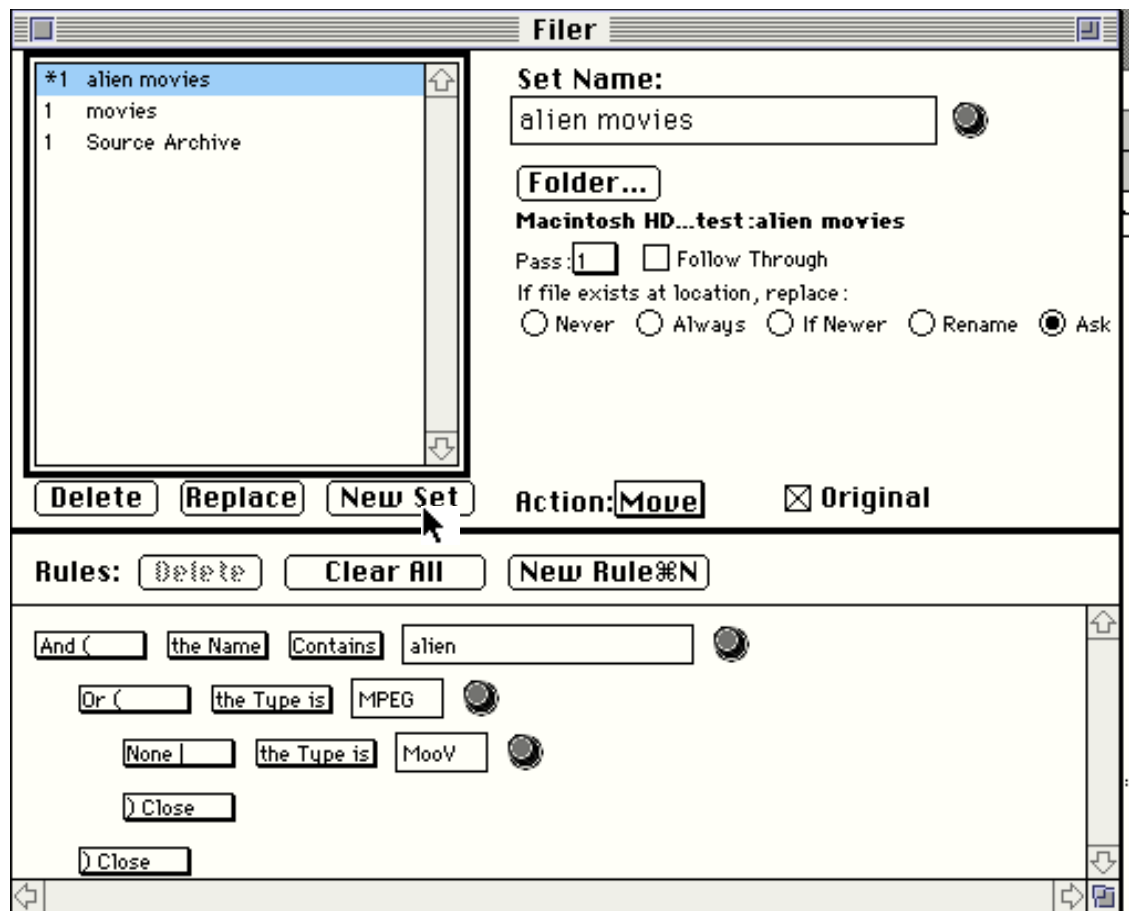 Filer
*1 alien movies
1 movies
1 Source Archive
Delete Replace New Set
Set Name:
alien movies
Folder...
Macintosh HD...test:alien movies
Pass: 1 Follow Through
If file exists at location, replace:
Never Always If Newer Rename Ask
Action: Move Original
Rules: Delete Clear All New Rule⌘N
And ( the Name Contains alien
Or ( the Type is MPEG
None | the Type is MooV
) Close
) Close